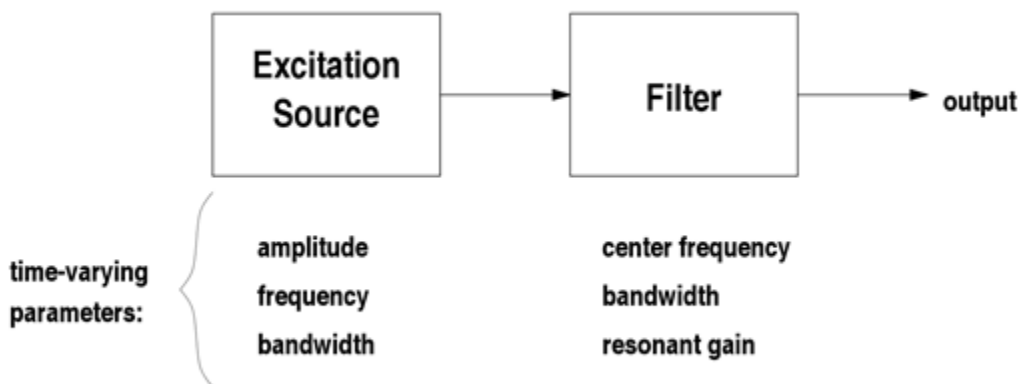 Excitation
Source
Filter
output
time-varying
parameters:
amplitude
frequency
bandwidth
center frequency
bandwidth
resonant gain